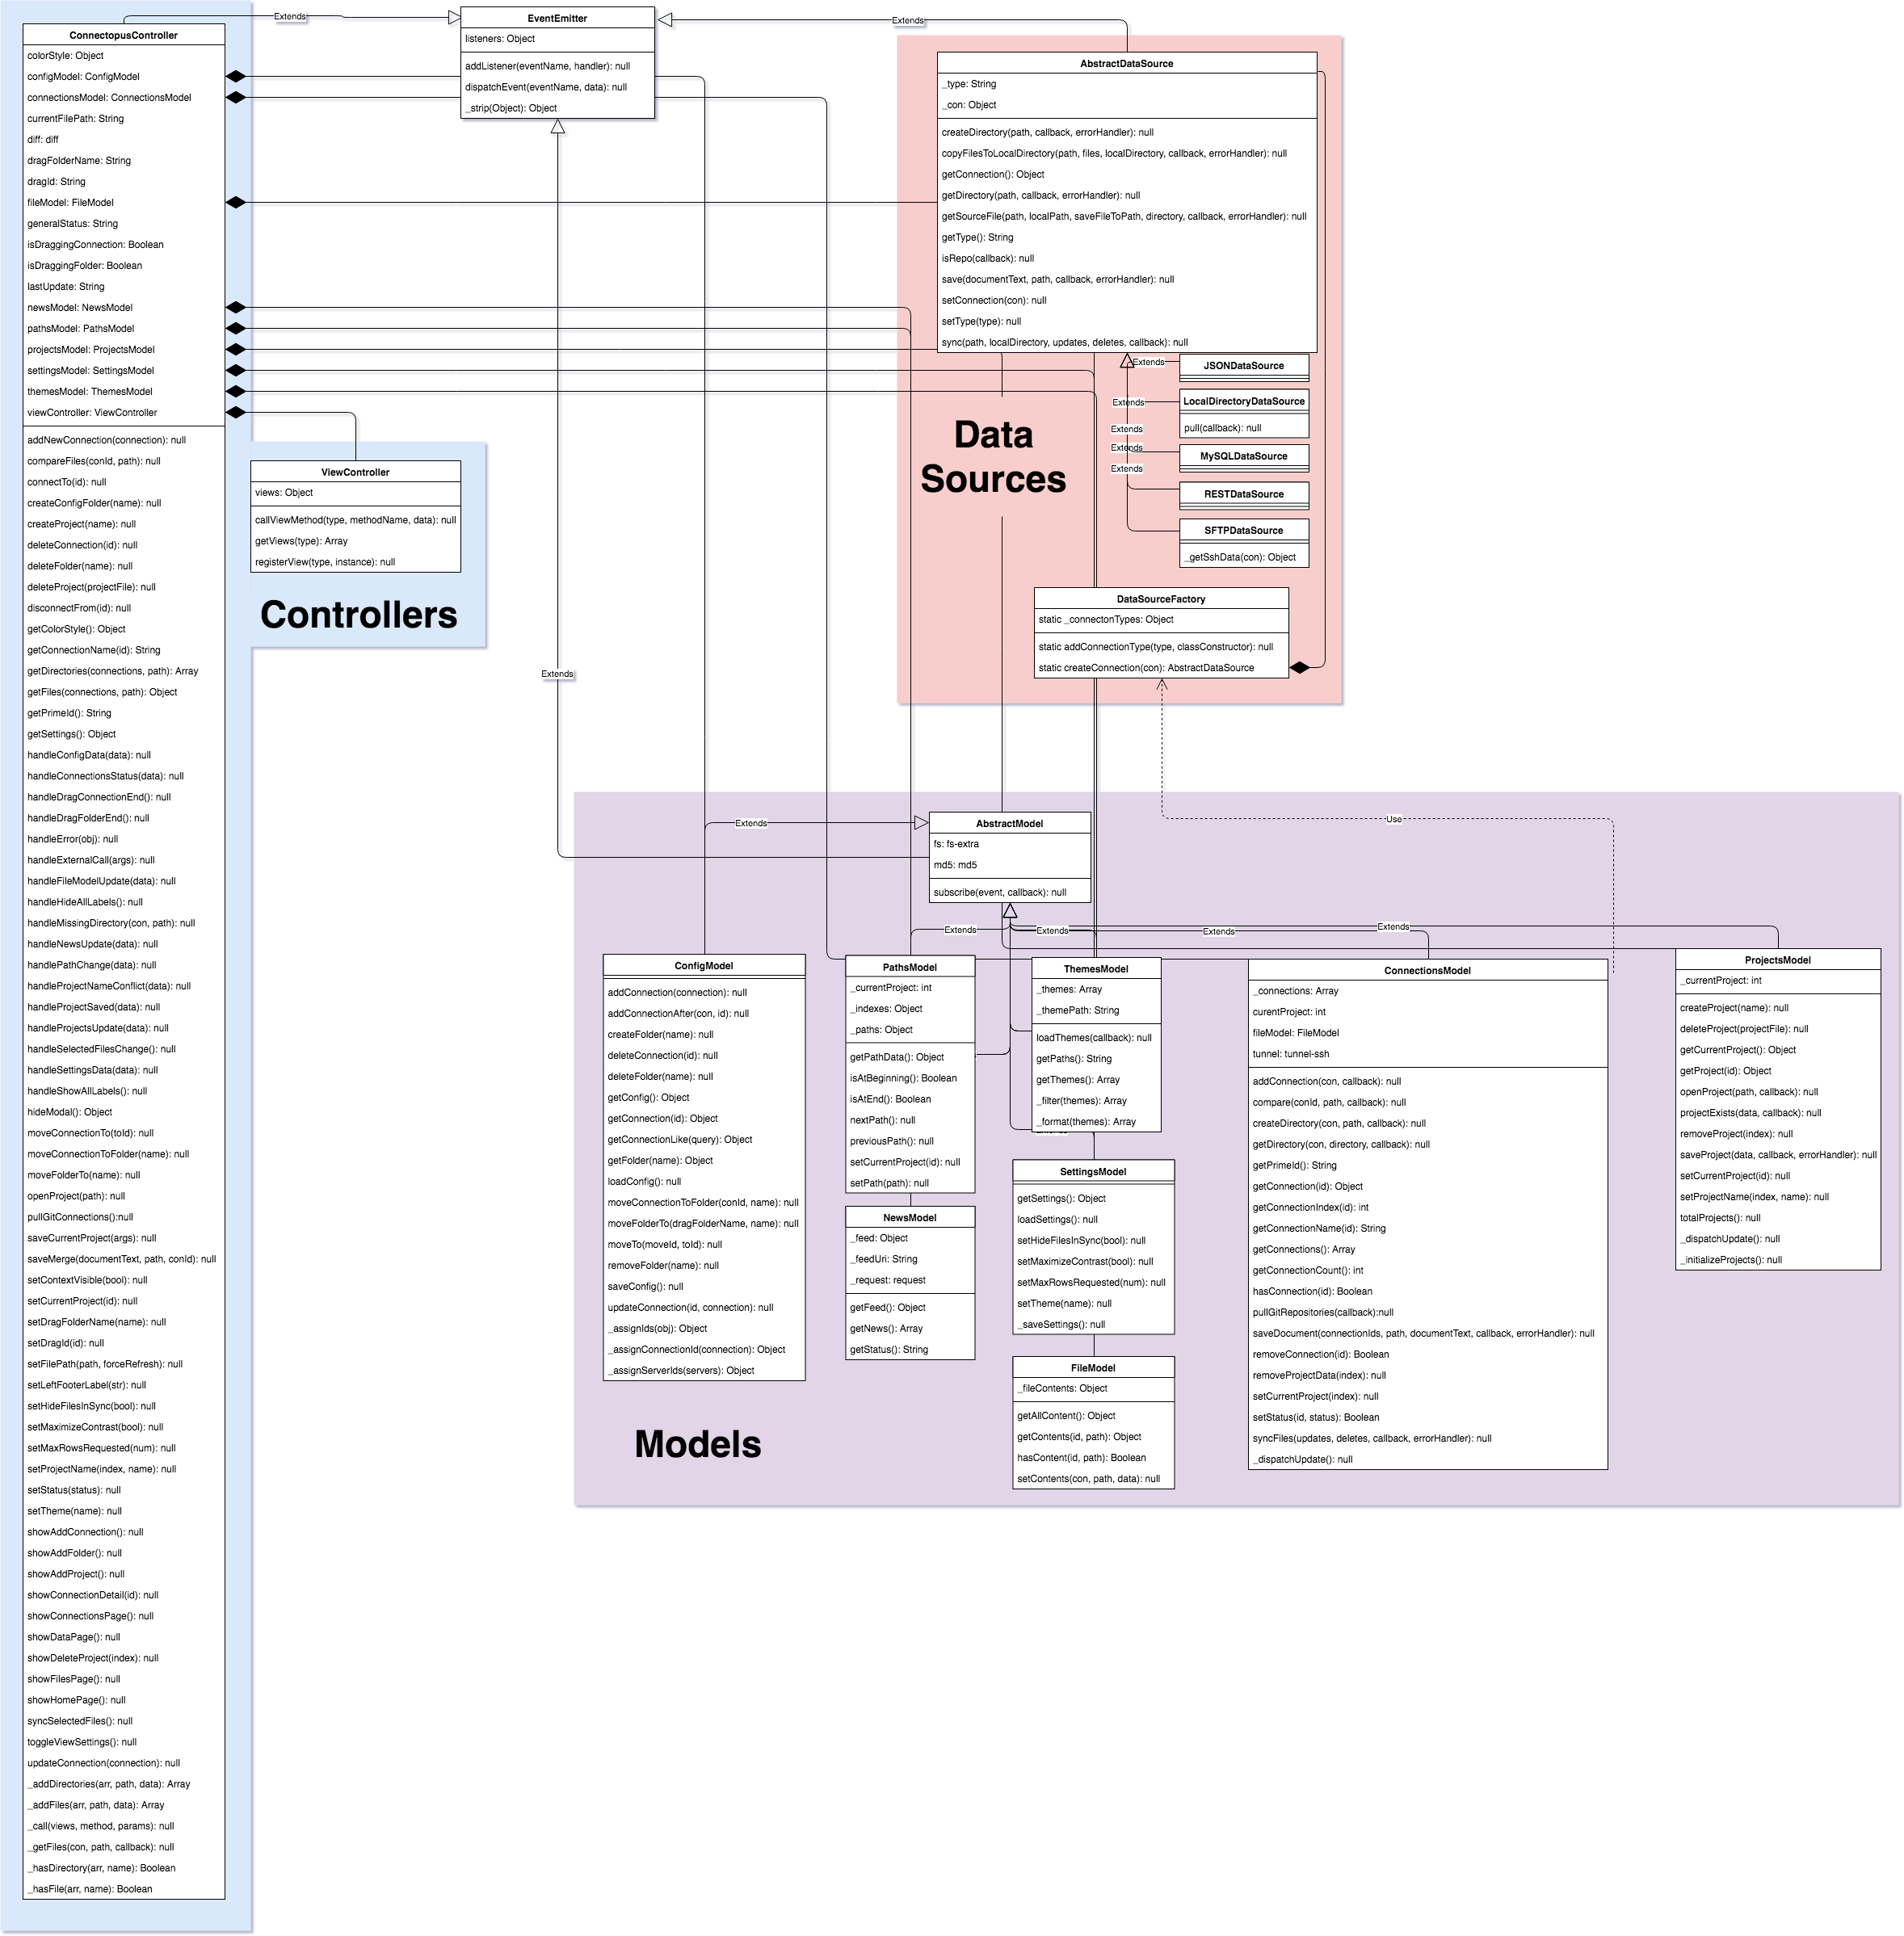 ConnectopusController
colorStyle: Object
configModel: ConfigModel
connectionsModel: ConnectionsModel
currentFilePath: String
diff: diff
dragFolderName: String
dragId: String
fileModel: FileModel
generalStatus: String
isDraggingConnection: Boolean
isDraggingFolder: Boolean
lastUpdate: String
newsModel: NewsModel
pathsModel: PathsModel
projectsModel: ProjectsModel
settingsModel: SettingsModel
themesModel: ThemesModel
viewController: ViewController
addNewConnection(connection): null
compareFiles(conId, path): null
connectTo(id): null
createConfigFolder(name): null
createProject(name): null
deleteConnection(id): null
deleteFolder(name): null
deleteProject(projectFile): null
disconnectFrom(id): null
getColorStyle(): Object
getConnectionName(id): String
getDirectories(connections, path): Array
getFiles(connections, path): Object
getPrimeId(): String
getSettings(): Object
handleConfigData(data): null
handleConnectionsStatus(data): null
handleDragConnectionEnd(): null
handleDragFolderEnd(): null
handleError(obj): null
handleExternalCall(args): null
handleFileModelUpdate(data): null
handleHideAllLabels(): null
handleMissingDirectory(con, path): null
handleNewsUpdate(data): null
handlePathChange(data): null
handleProjectNameConflict(data): null
handleProjectSaved(data): null
handleProjectsUpdate(data): null
handleSelectedFilesChange(): null
handleSettingsData(data): null
handleShowAllLabels(): null
hideModal(): Object
moveConnectionTo(toId): null
moveConnectionToFolder(name): null
moveFolderTo(name): null
openProject(path): null
pullGitConnections():null
saveCurrentProject(args): null
saveMerge(documentText, path, conId): null
setContextVisible(bool): null
setCurrentProject(id): null
setDragFolderName(name): null
setDragId(id): null
setFilePath(path, forceRefresh): null
setLeftFooterLabel(str): null
setHideFilesInSync(bool): null
setMaximizeContrast(bool): null
setMaxRowsRequested(num): null
setProjectName(index, name): null
setStatus(status): null
setTheme(name): null
showAddConnection(): null
showAddFolder(): null
showAddProject(): null
showConnectionDetail(id): null
showConnectionsPage(): null
showDataPage(): null
showDeleteProject(index): null
showFilesPage(): null
showHomePage(): null
syncSelectedFiles(): null
toggleViewSettings(): null
updateConnection(connection): null
_addDirectories(arr, path, data): Array
_addFiles(arr, path, data): Array
_call(views, method, params): null
_getFiles(con, path, callback): null
_hasDirectory(arr, name): Boolean
_hasFile(arr, name): Boolean
Extends
EventEmitter
listeners: Object
addListener(eventName, handler): null
dispatchEvent(eventName, data): null
_strip(Object): Object
Extends
Extends
ViewController
views: Object
callViewMethod(type, methodName, data): null
getViews(type): Array
registerView(type, instance): null
Controllers
AbstractDataSource
_type: String
_con: Object
createDirectory(path, callback, errorHandler): null
copyFilesToLocalDirectory(path, files, localDirectory, callback, errorHandler): null
getConnection(): Object
getDirectory(path, callback, errorHandler): null
getSourceFile(path, localPath, saveFileToPath, directory, callback, errorHandler): null
getType(): String
isRepo(callback): null
save(documentText, path, callback, errorHandler): null
setConnection(con): null
setType(type): null
sync(path, localDirectory, updates, deletes, callback): null
Extends
JSONDataSource
Extends
LocalDirectoryDataSource
pull(callback): null
Extends
Extends
MySQLDataSource
Extends
RESTDataSource
SFTPDataSource
_getSshData(con): Object
Data
Sources
DataSourceFactory
static _connectonTypes: Object
static addConnectionType(type, classConstructor): null
static createConnection(con): AbstractDataSource
Use
Extends
AbstractModel
fs: fs-extra
md5: md5
subscribe(event, callback): null
Extends
Extends
Extends
Extends
ConfigModel
addConnection(connection): null
addConnectionAfter(con, id): null
createFolder(name): null
deleteConnection(id): null
deleteFolder(name): null
getConfig(): Object
getConnection(id): Object
getConnectionLike(query): Object
getFolder(name): Object
loadConfig(): null
moveConnectionToFolder(conId, name): null
moveFolderTo(dragFolderName, name): null
moveTo(moveId, toId): null
removeFolder(name): null
saveConfig(): null
updateConnection(id, connection): null
_assignIds(obj): Object
_assignConnectionId(connection): Object
_assignServerIds(servers): Object
Models
PathsModel
_currentProject: int
_indexes: Object
_paths: Object
getPathData(): Object
isAtBeginning(): Boolean
isAtEnd(): Boolean
nextPath(): null
previousPath(): null
setCurrentProject(id): null
setPath(path): null
NewsModel
_feed: Object
_feedUri: String
_request: request
getFeed(): Object
getNews(): Array
getStatus(): String
ThemesModel
_themes: Array
_themePath: String
loadThemes(callback): null
getPaths(): String
getThemes(): Array
_filter(themes): Array
_format(themes): Array
SettingsModel
getSettings(): Object
loadSettings(): null
setHideFilesInSync(bool): null
setMaximizeContrast(bool): null
setMaxRowsRequested(num): null
setTheme(name): null
_saveSettings(): null
FileModel
_fileContents: Object
getAllContent(): Object
getContents(id, path): Object
hasContent(id, path): Boolean
setContents(con, path, data): null
ConnectionsModel
_connections: Array
curentProject: int
fileModel: FileModel
tunnel: tunnel-ssh
addConnection(con, callback): null
compare(conId, path, callback): null
createDirectory(con, path, callback): null
getDirectory(con, directory, callback): null
getPrimeId(): String
getConnection(id): Object
getConnectionIndex(id): int
getConnectionName(id): String
getConnections(): Array
getConnectionCount(): int
hasConnection(id): Boolean
pullGitRepositories(callback):null
saveDocument(connectionIds, path, documentText, callback, errorHandler): null
removeConnection(id): Boolean
removeProjectData(index): null
setCurrentProject(index): null
setStatus(id, status): Boolean
syncFiles(updates, deletes, callback, errorHandler): null
_dispatchUpdate(): null
ProjectsModel
_currentProject: int
createProject(name): null
deleteProject(projectFile): null
getCurrentProject(): Object
getProject(id): Object
openProject(path, callback): null
projectExists(data, callback): null
removeProject(index): null
saveProject(data, callback, errorHandler): null
setCurrentProject(id): null
setProjectName(index, name): null
totalProjects(): null
_dispatchUpdate(): null
_initializeProjects(): null